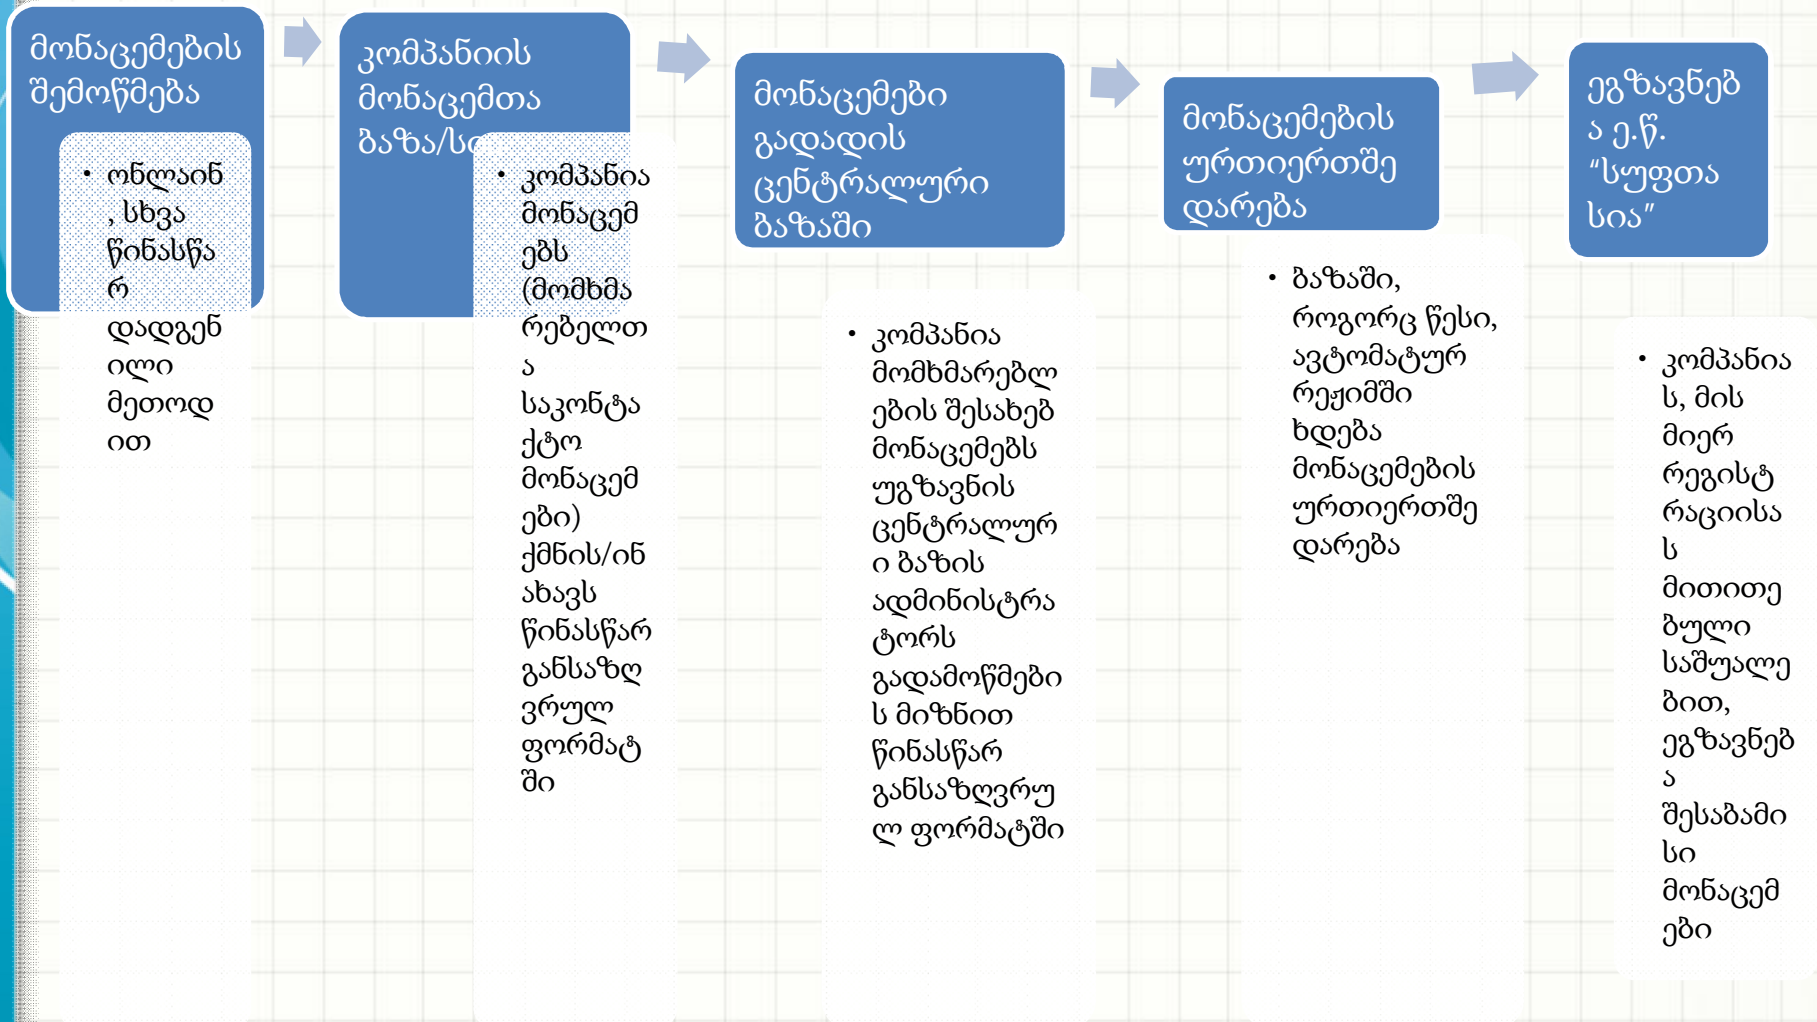 მონაცემების
შემოწმება
• ონლაინ
, სხვა
წინასწა
რ
დადგენ
ილი
მეთოდ
ით
კომპანიის
მონაცემთა
• კომპანია
მონაცემ
ებს
(მომხმა
რებელთ
ა
საკონტა
ქტო
მონაცემ
ები)
ქმნის/ინ
ახავს
წინასწარ
განსაზღ
ვრულ
ფორმატ
ში
მონაცემები
გადადის
ცენტრალური
ბაზაში
• კომპანია
მომხმარებლ
ების შესახებ
მონაცემებს
უგზავნის
ცენტრალურ
ი ბაზის
ადმინისტრა
ტორს
გადამოწმები
ს მიზნით
წინასწარ
განსაზღვრუ
ლ ფორმატში
მონაცემების
ურთიერთშე
დარება
• ბაზაში,
როგორც წესი,
ავტომატურ
რეჟიმში
ხდება
მონაცემების
ურთიერთშე
დარება
ეგზავნებ
ა ე.წ.
“სუფთა
სია”
• კომპანია
ს, მის
მიერ
რეგისტ
რაციისა
ს
მითითე
ბული
საშუალე
ბით,
ეგზავნებ
ა
შესაბამი
სი
მონაცემ
ები